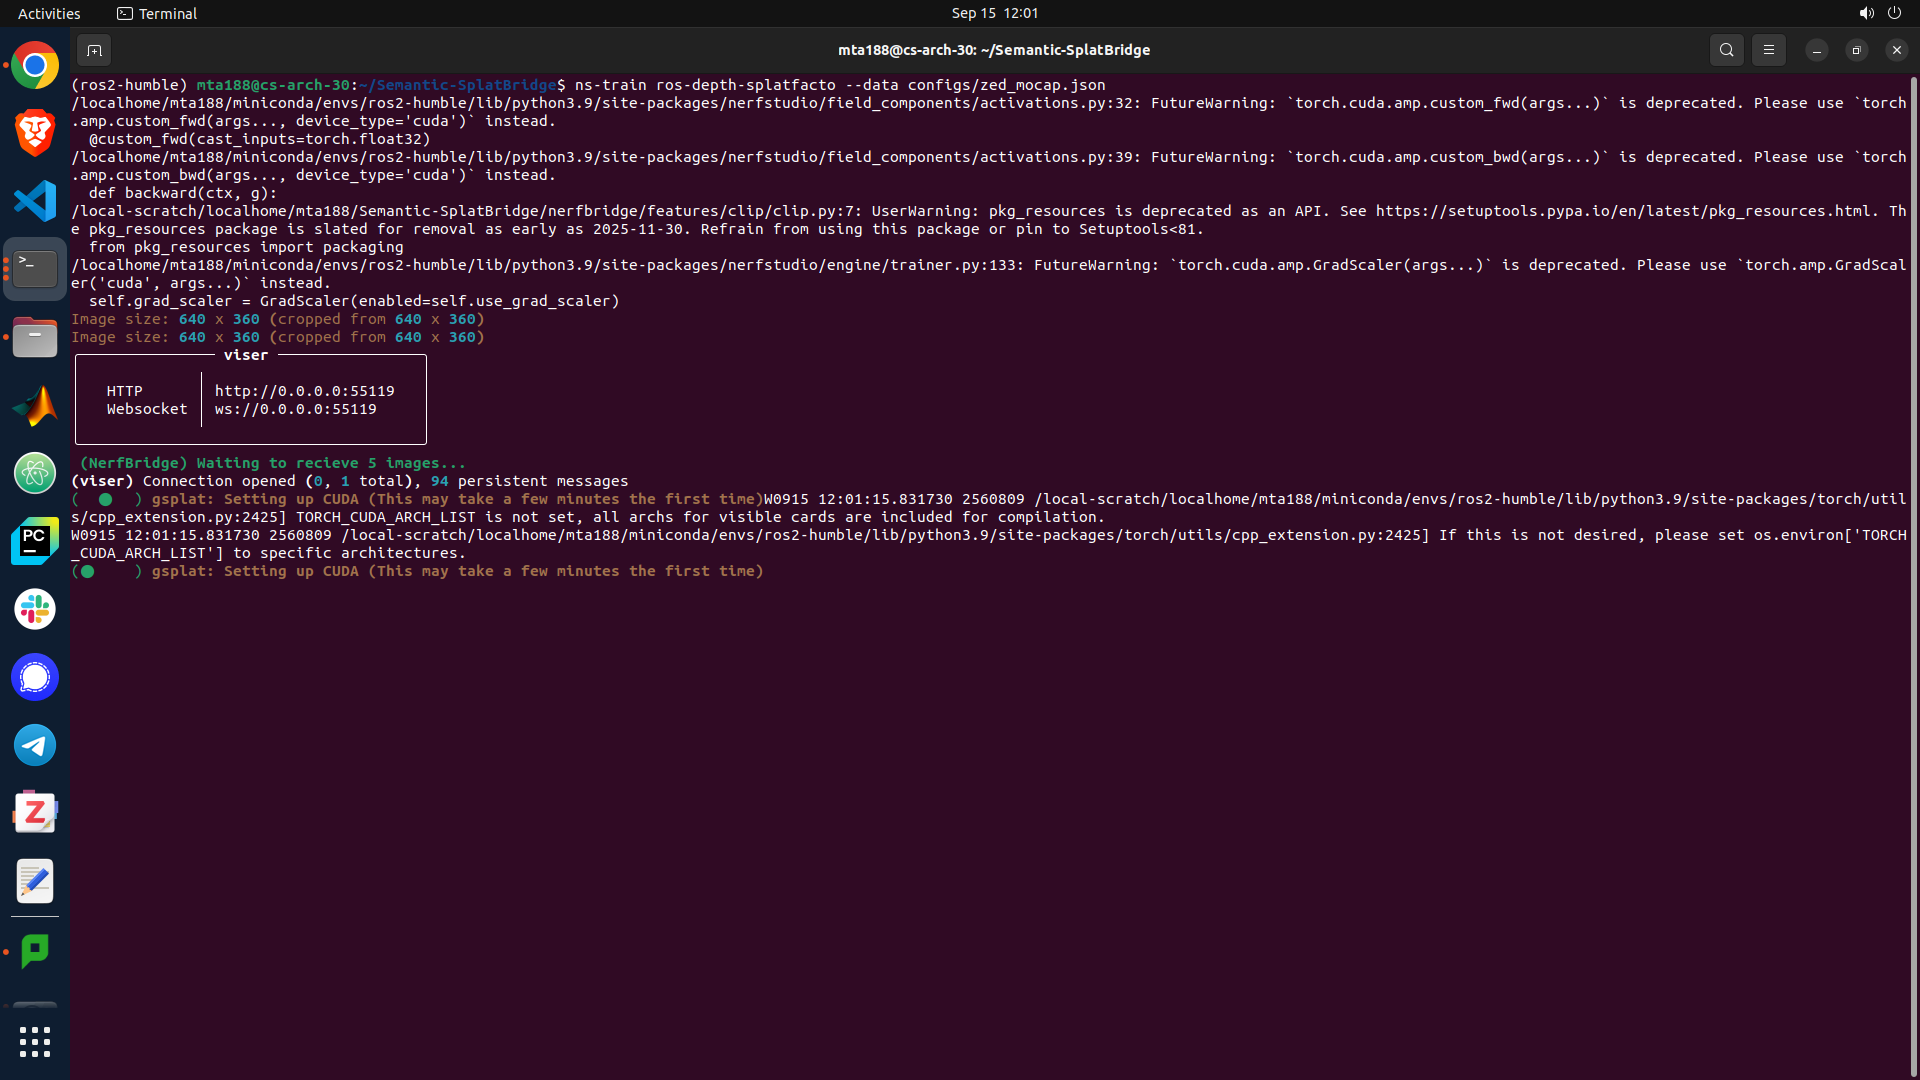 Activities
Terminal
Sep 15 12:01
mta188@cs-arch-30: ~/Semantic-SplatBridge
(ros2-humble) mta188@cs-arch-30:~/Semantic-SplatBridge$ ns-train ros-depth-splatfacto --data configs/zed_mocap.json
/localhome/mta188/miniconda/envs/ros2-humble/lib/python3.9/site-packages/nerfstudio/field_components/activations.py:32: FutureWarning: `torch.cuda.amp.custom_fwd(args...)` is deprecated. Please use `torch
.amp.custom_fwd(args..., device_type='cuda')` instead.
  @custom_fwd(cast_inputs=torch.float32)
/localhome/mta188/miniconda/envs/ros2-humble/lib/python3.9/site-packages/nerfstudio/field_components/activations.py:39: FutureWarning: `torch.cuda.amp.custom_bwd(args...)` is deprecated. Please use `torch
.amp.custom_bwd(args..., device_type='cuda')` instead.
  def backward(ctx, g):
/local-scratch/localhome/mta188/Semantic-SplatBridge/nerfbridge/features/clip/clip.py:7: UserWarning: pkg_resources is deprecated as an API. See https://setuptools.pypa.io/en/latest/pkg_resources.html. Th
e pkg_resources package is slated for removal as early as 2025-11-30. Refrain from using this package or pin to Setuptools<81.
  from pkg_resources import packaging
/localhome/mta188/miniconda/envs/ros2-humble/lib/python3.9/site-packages/nerfstudio/engine/trainer.py:133: FutureWarning: `torch.cuda.amp.GradScaler(args...)` is deprecated. Please use `torch.amp.GradScal
er('cuda', args...)` instead.
  self.grad_scaler = GradScaler(enabled=self.use_grad_scaler)
Image size: 640 x 360 (cropped from 640 x 360)
Image size: 640 x 360 (cropped from 640 x 360)
viser
HTTP http://0.0.0.0:55119
Websocket ws://0.0.0.0:55119
(NerfBridge) Waiting to recieve 5 images...
(viser) Connection opened (0, 1 total), 94 persistent messages
(  ●  ) gsplat: Setting up CUDA (This may take a few minutes the first time)W0915 12:01:15.831730 2560809 /local-scratch/localhome/mta188/miniconda/envs/ros2-humble/lib/python3.9/site-packages/torch/util
s/cpp_extension.py:2425] TORCH_CUDA_ARCH_LIST is not set, all archs for visible cards are included for compilation.
W0915 12:01:15.831730 2560809 /local-scratch/localhome/mta188/miniconda/envs/ros2-humble/lib/python3.9/site-packages/torch/utils/cpp_extension.py:2425] If this is not desired, please set os.environ['TORCH
_CUDA_ARCH_LIST'] to specific architectures.
(●    ) gsplat: Setting up CUDA (This may take a few minutes the first time)
PC
Z